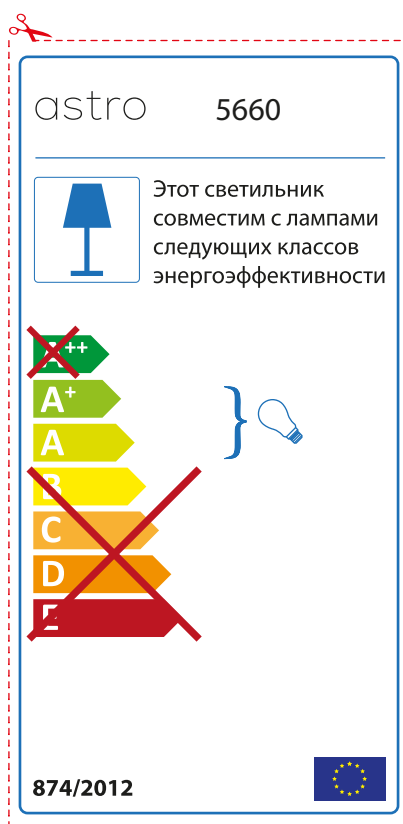 astro 5660
Этот светильник
совместим с лампами
следующих классов
энергоэффективности
A++
A+
A
B
C
D
E
874/2012